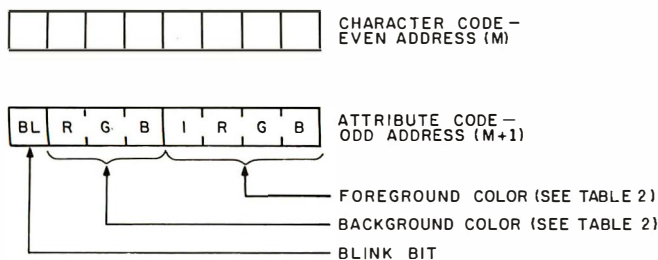 CHARACTER CODE —
EVEN ADDRESS (M)
BL R G B I R G B
ATTRIBUTE CODE —
ODD ADDRESS (M+1)
FOREGROUND COLOR (SEE TABLE 2)
BACKGROUND COLOR (SEE TABLE 2)
BLINK BIT